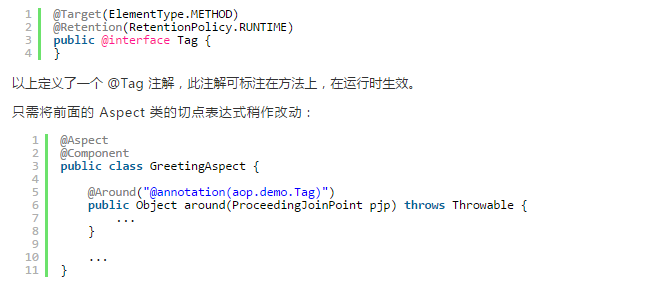 1 @Target(ElementType.METHOD)
2 @Retention(RetentionPolicy.RUNTIME)
3 public @interface Tag {
4 }
以上定义了一个 @Tag 注解，此注解可标注在方法上，在运行时生效。
只需将前面的 Aspect 类的切点表达式稍作改动：
1 @Aspect
2 @Component
3 public class GreetingAspect {
4
5     @Around("@annotation(aop.demo.Tag)")
6     public Object around(ProceedingJoinPoint pjp) throws Throwable {
7         ...
8     }
9
10     ...
11 }